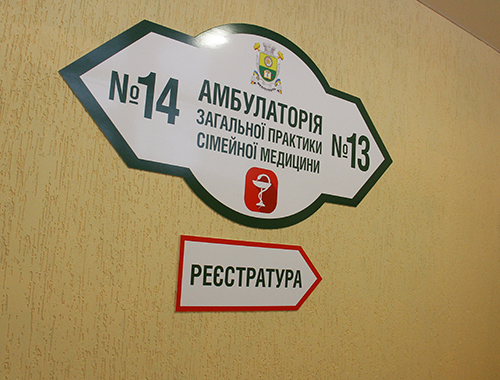 №14
АМБУЛАТОРІЯ
ЗАГАЛЬНОЇ ПРАКТИКИ
СІМЕЙНОЇ МЕДИЦИНИ
№13
РЕЄСТРАТУРА